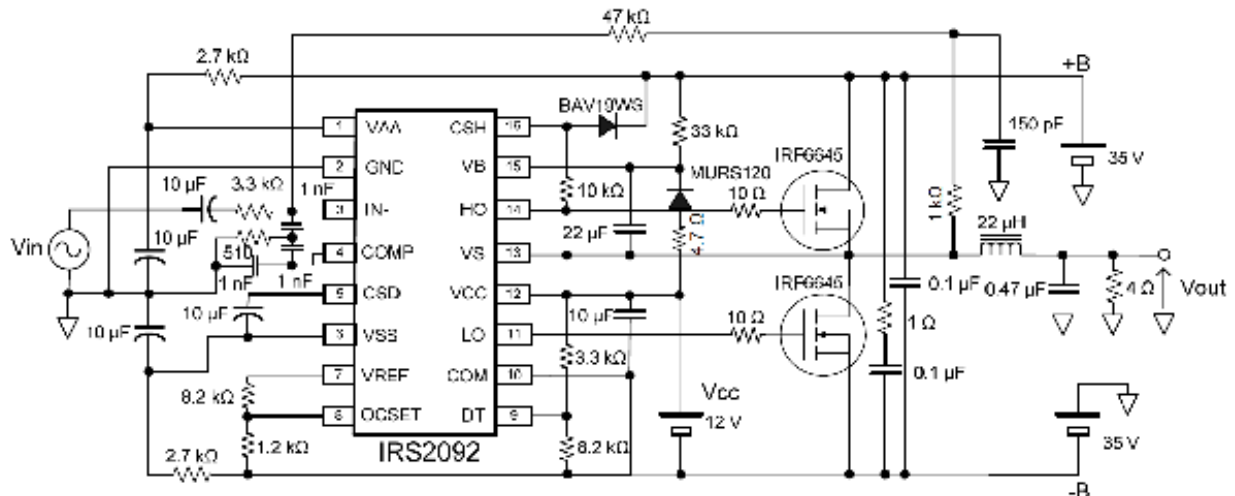 47 kΩ
2.7 kΩ
+B
BAV19WS
1 VAA CSH 16
33 kΩ
150 pF
IRF6645
35 V
2 GND VB 15
MURS120
10 µF 3.3 kΩ 1 nF
10 kΩ
10 Ω
1 kΩ
3 IN- HO 14
22 µH
Vin
10 µF
22 µF
4.7 Ω
510
4 COMP VS 13
1 nF 1 nF
IRF6645
0.1 µF
0.47 µF
4 Ω
Vout
5 CSD VCC 12
10 µF
10 µF
10 µF
10 Ω
1 Ω
6 VSS LO 11
3.3 kΩ
0.1 µF
7 VREF COM 10
8.2 kΩ
Vcc
12 V
8 OCSET DT 9
1.2 kΩ
IRS2092
8.2 kΩ
35 V
2.7 kΩ
-B